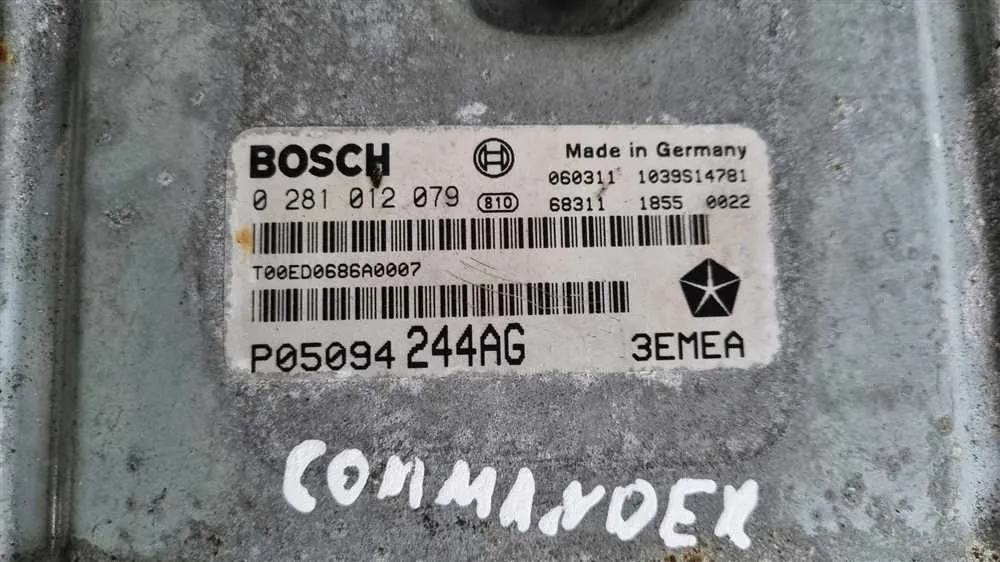 BOSCH Made in Germany
060311 1039S14781
0 281 012 079 810 68311 1855 0022
T00ED0686A0007
P05094 244AG 3EMEA
COMMANDER